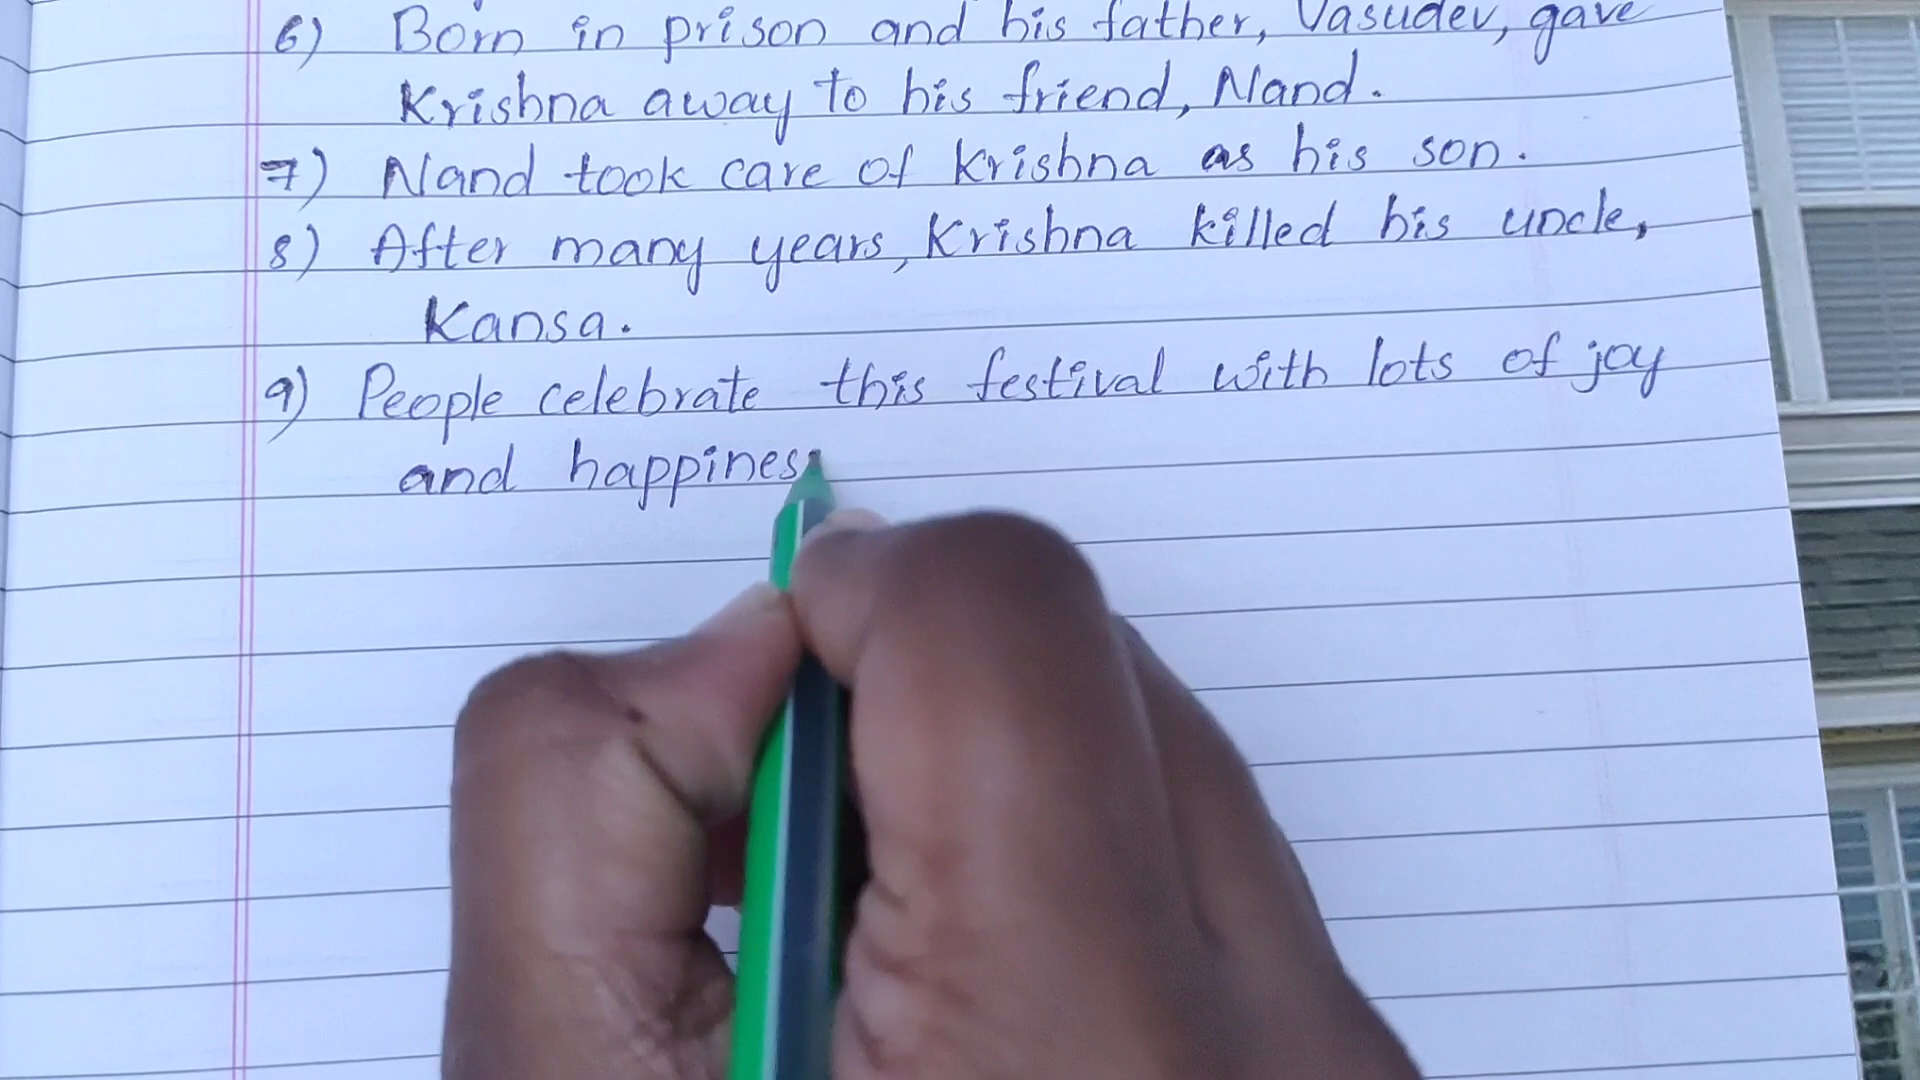 6) Born in prison and his father, Vasudev, gave
Krishna away to his friend, Nand.
7) Nand took care of Krishna as his son.
8) After many years, Krishna killed his uncle,
Kansa.
9) People celebrate this festival with lots of joy
and happines